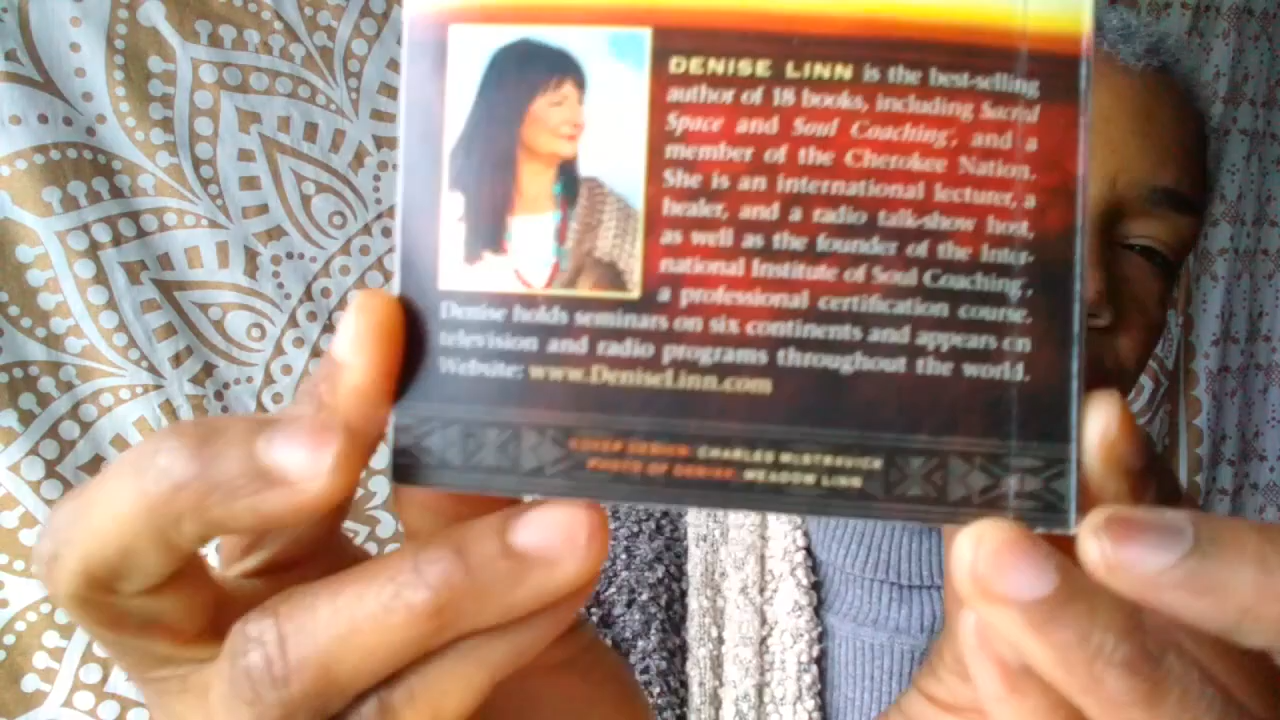 DENISE LINN is the best-selling
author of 18 books, including Sacred
Space and Soul Coaching, and a
member of the Cherokee Nation.
She is an international lecturer, a
healer, and a radio talk-show host,
as well as the founder of the Inter-
national Institute of Soul Coaching,
a professional certification course.
Denise holds seminars on six continents and appears on
television and radio programs throughout the world.
Website: www.DeniseLinn.com
COVER DESIGN: CHARLES McSTRAVICK
PHOTO OF DENISE: MEADOW LINN